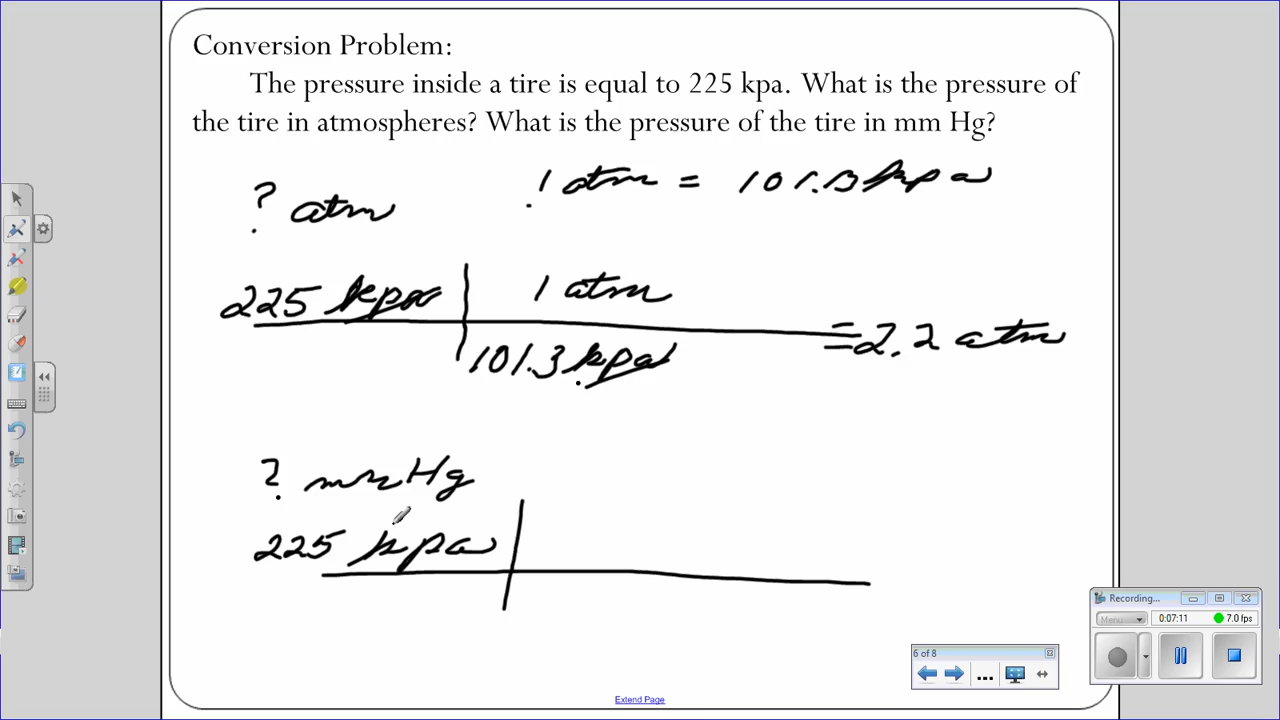 Conversion Problem:
The pressure inside a tire is equal to 225 kpa. What is the pressure of
the tire in atmospheres? What is the pressure of the tire in mm Hg?
? atm
1 atm = 101.3 kpa
225 kpa
1 atm
101.3 kpa
= 2.2 atm
? mm Hg
225 kpa
Recording...
Menu
0:07:11
7.0 fps
6 of 8
...
Extend Page